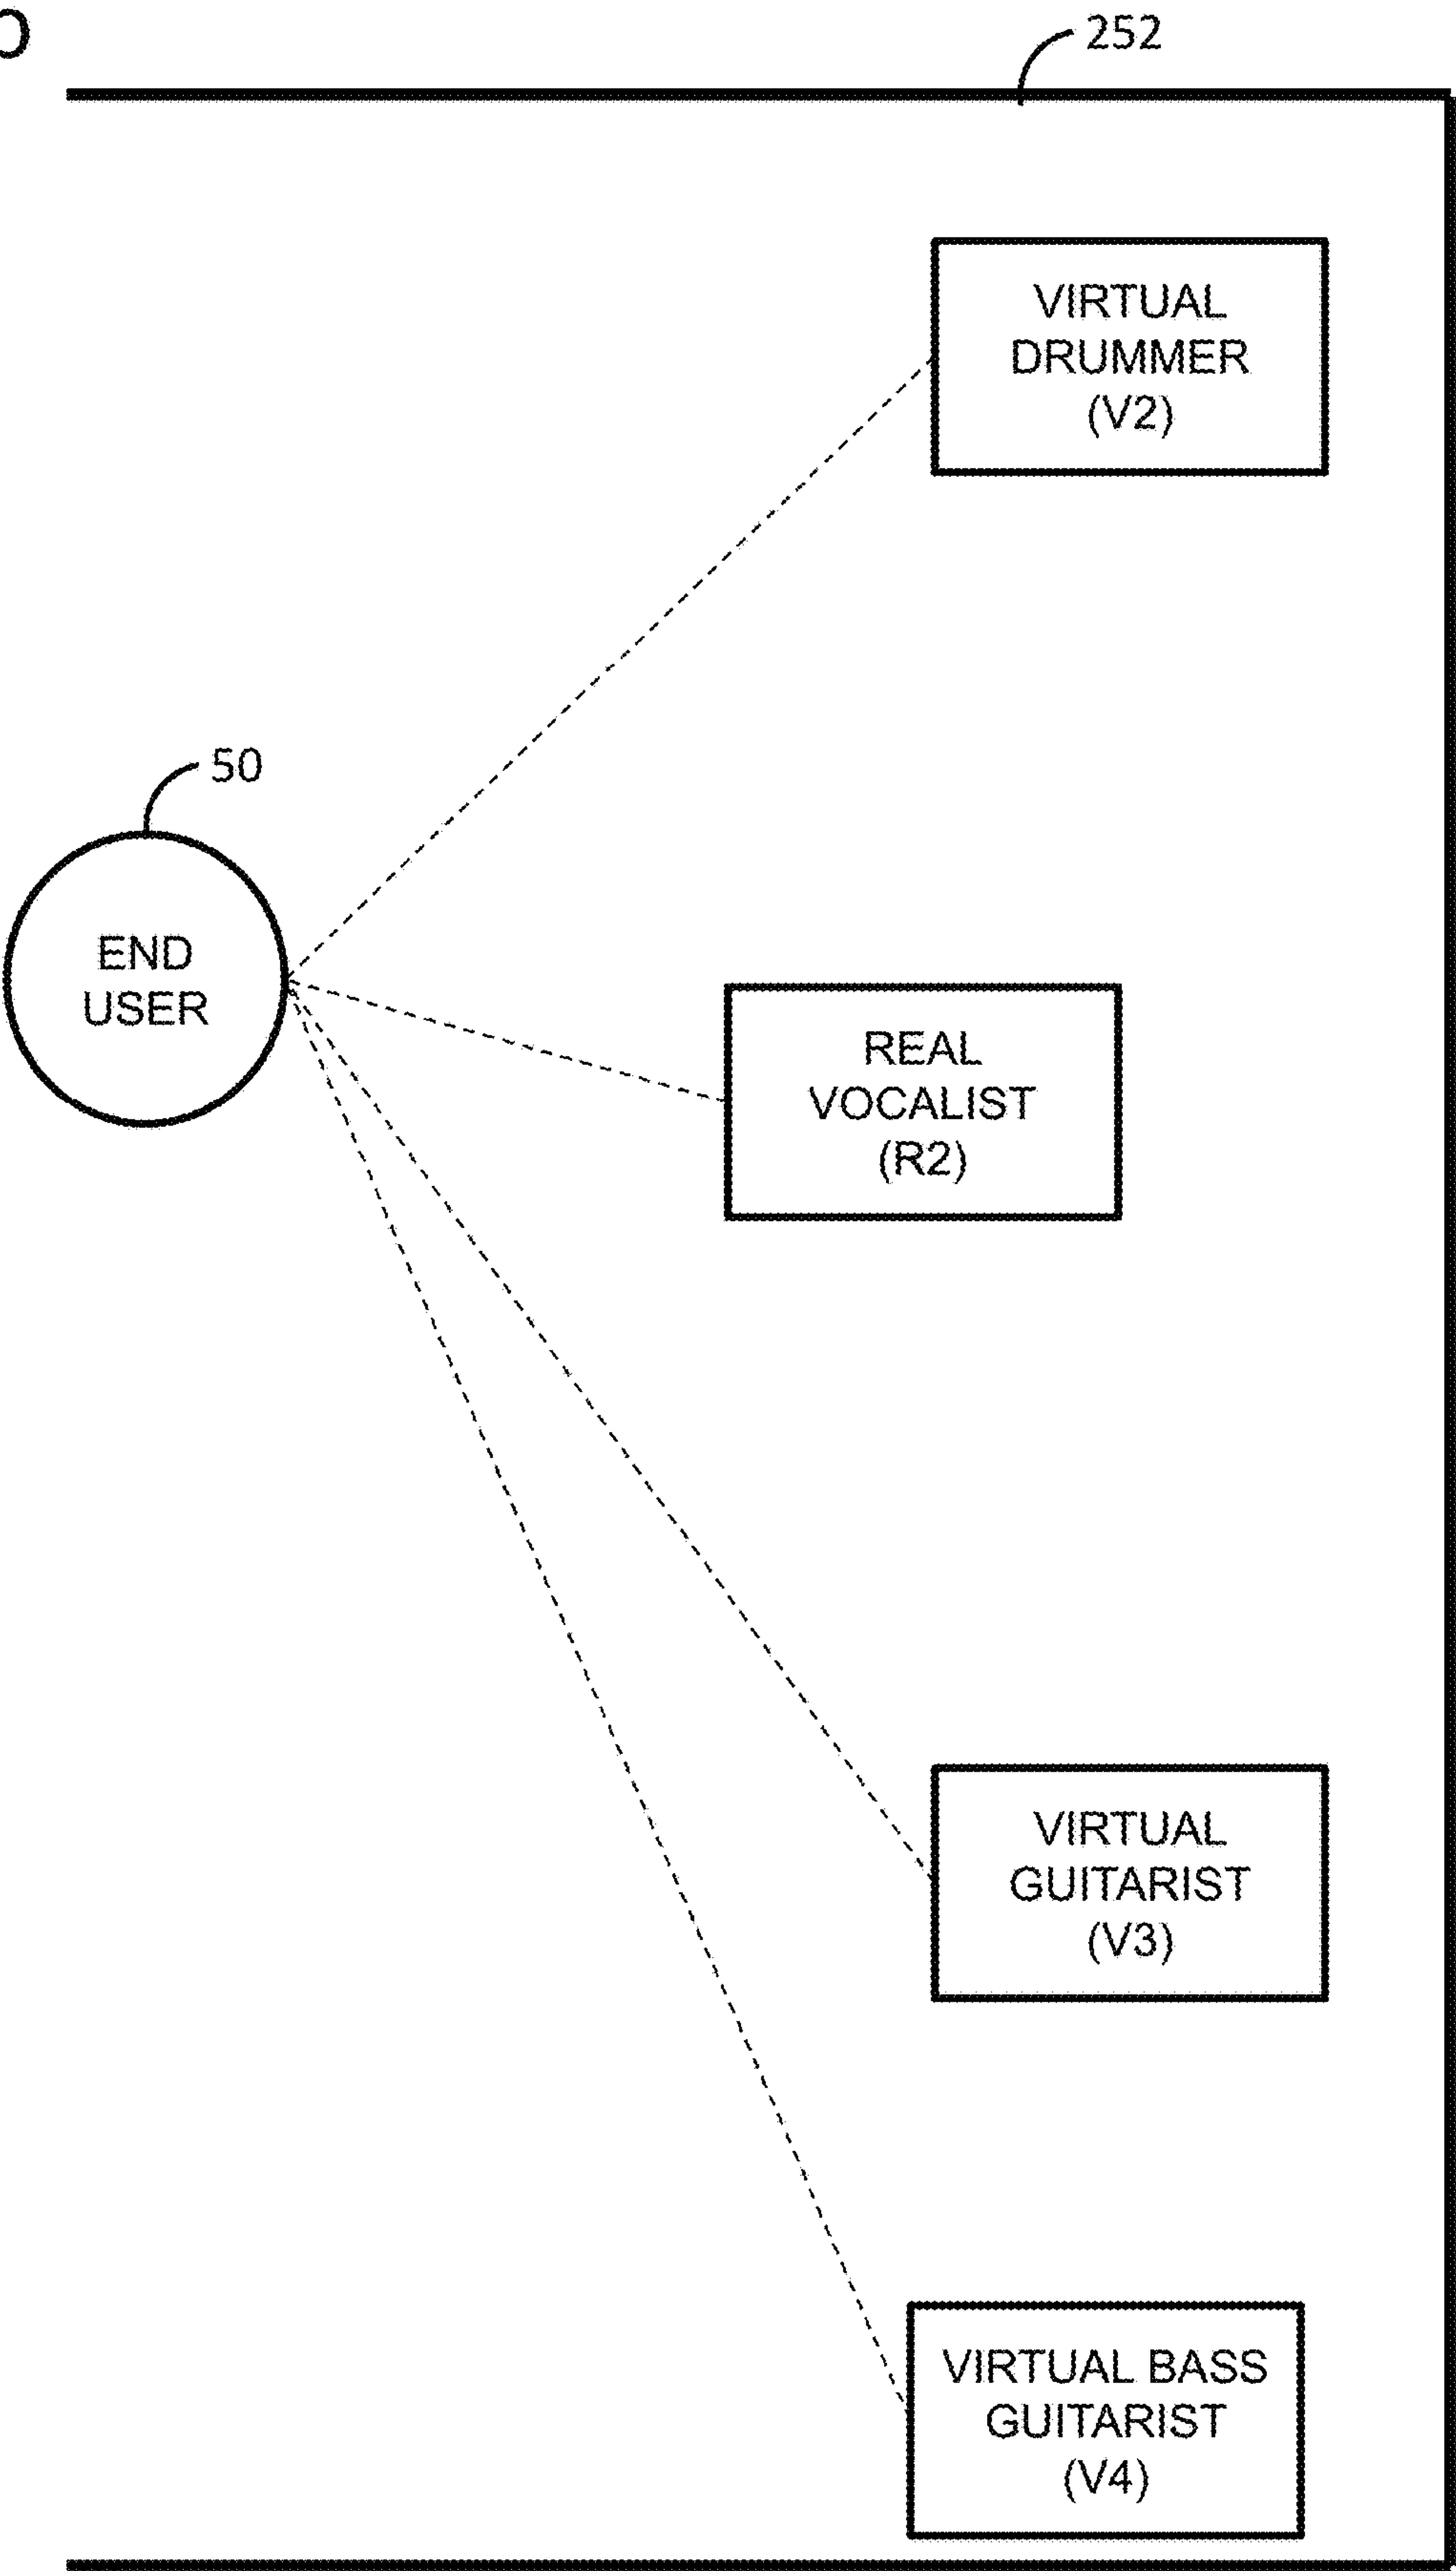 252
VIRTUAL
DRUMMER
(V2)
50
END
USER
REAL
VOCALIST
(R2)
VIRTUAL
GUITARIST
(V3)
VIRTUAL BASS
GUITARIST
(V4)